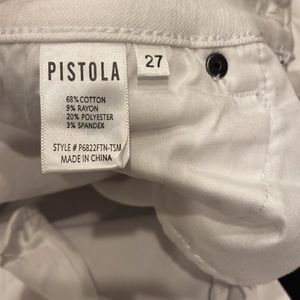 PISTOLA
27
68% COTTON
9% RAYON
20% POLYESTER
3% SPANDEX
STYLE # P6822FTN-TSM
MADE IN CHINA